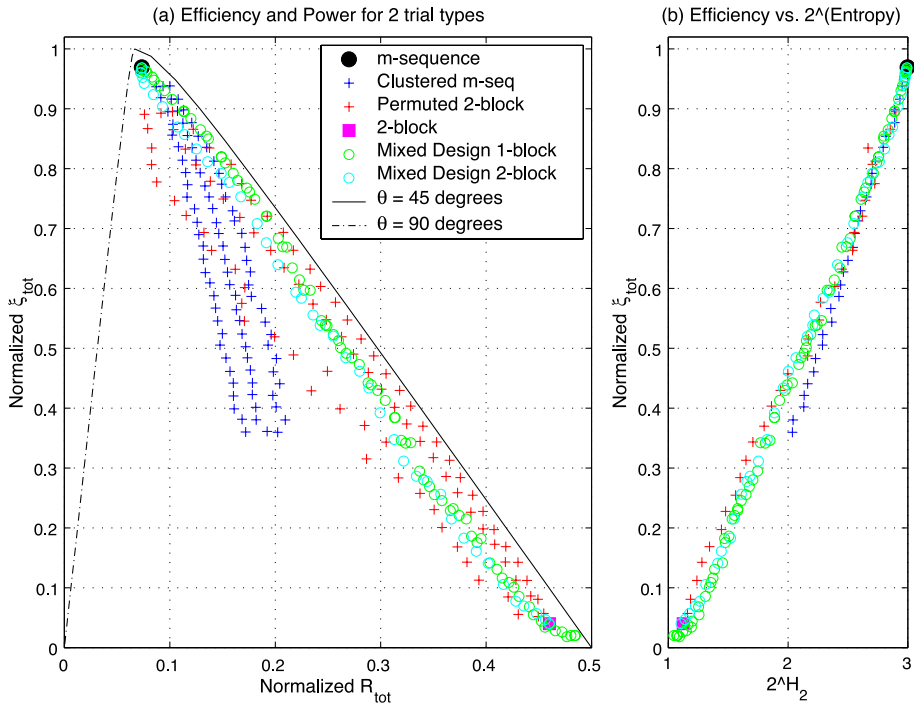 (a) Efficiency and Power for 2 trial types
(b) Efficiency vs. 2^(Entropy)
m-sequence
Clustered m-seq
Permuted 2-block
2-block
Mixed Design 1-block
Mixed Design 2-block
θ = 45 degrees
θ = 90 degrees
Normalized ξtot
1
0.9
0.8
0.7
0.6
0.5
0.4
0.3
0.2
0.1
0
0 0.1 0.2 0.3 0.4 0.5
Normalized Rtot
Normalized ξtot
1
0.9
0.8
0.7
0.6
0.5
0.4
0.3
0.2
0.1
0
1 2 3
2^H2